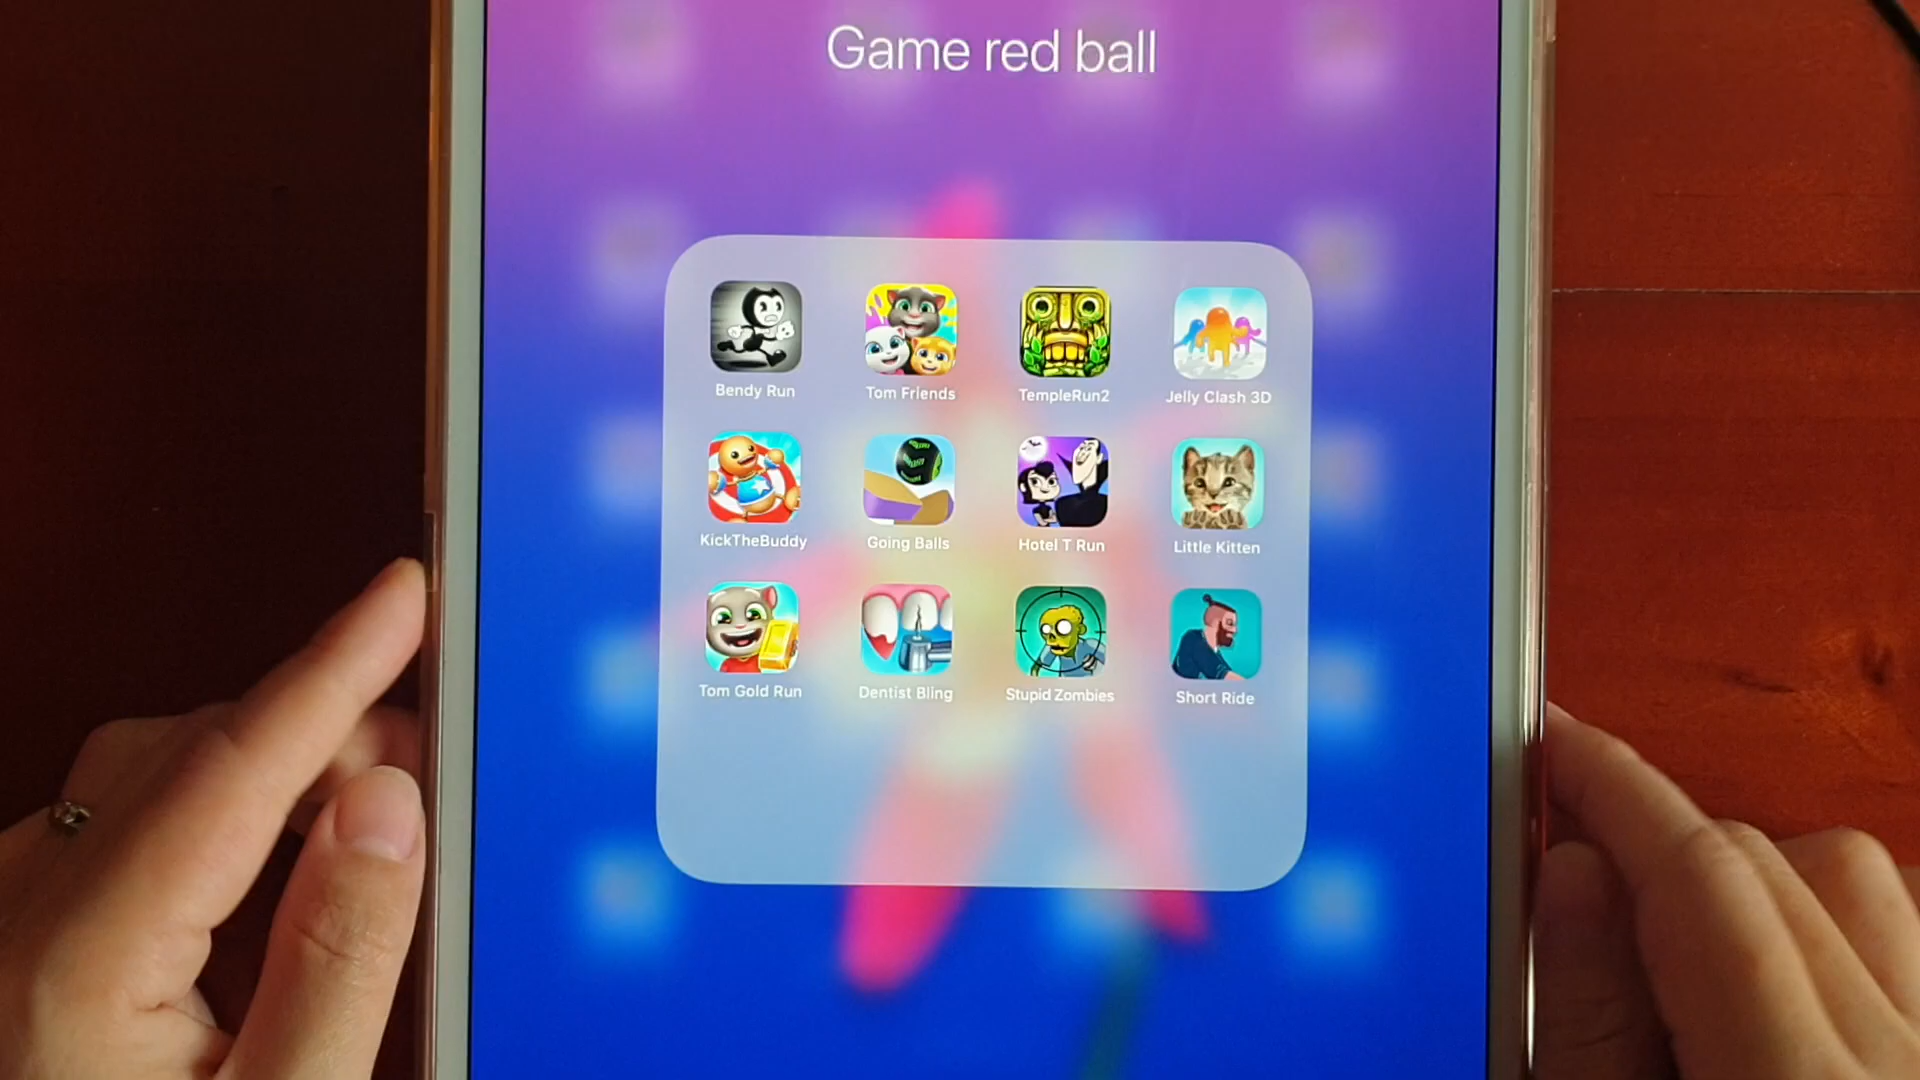 Game red ball
Bendy Run
Tom Friends
TempleRun2
Jelly Clash 3D
KickTheBuddy
Going Balls
Hotel T Run
Little Kitten
Tom Gold Run
Dentist Bling
Stupid Zombies
Short Ride